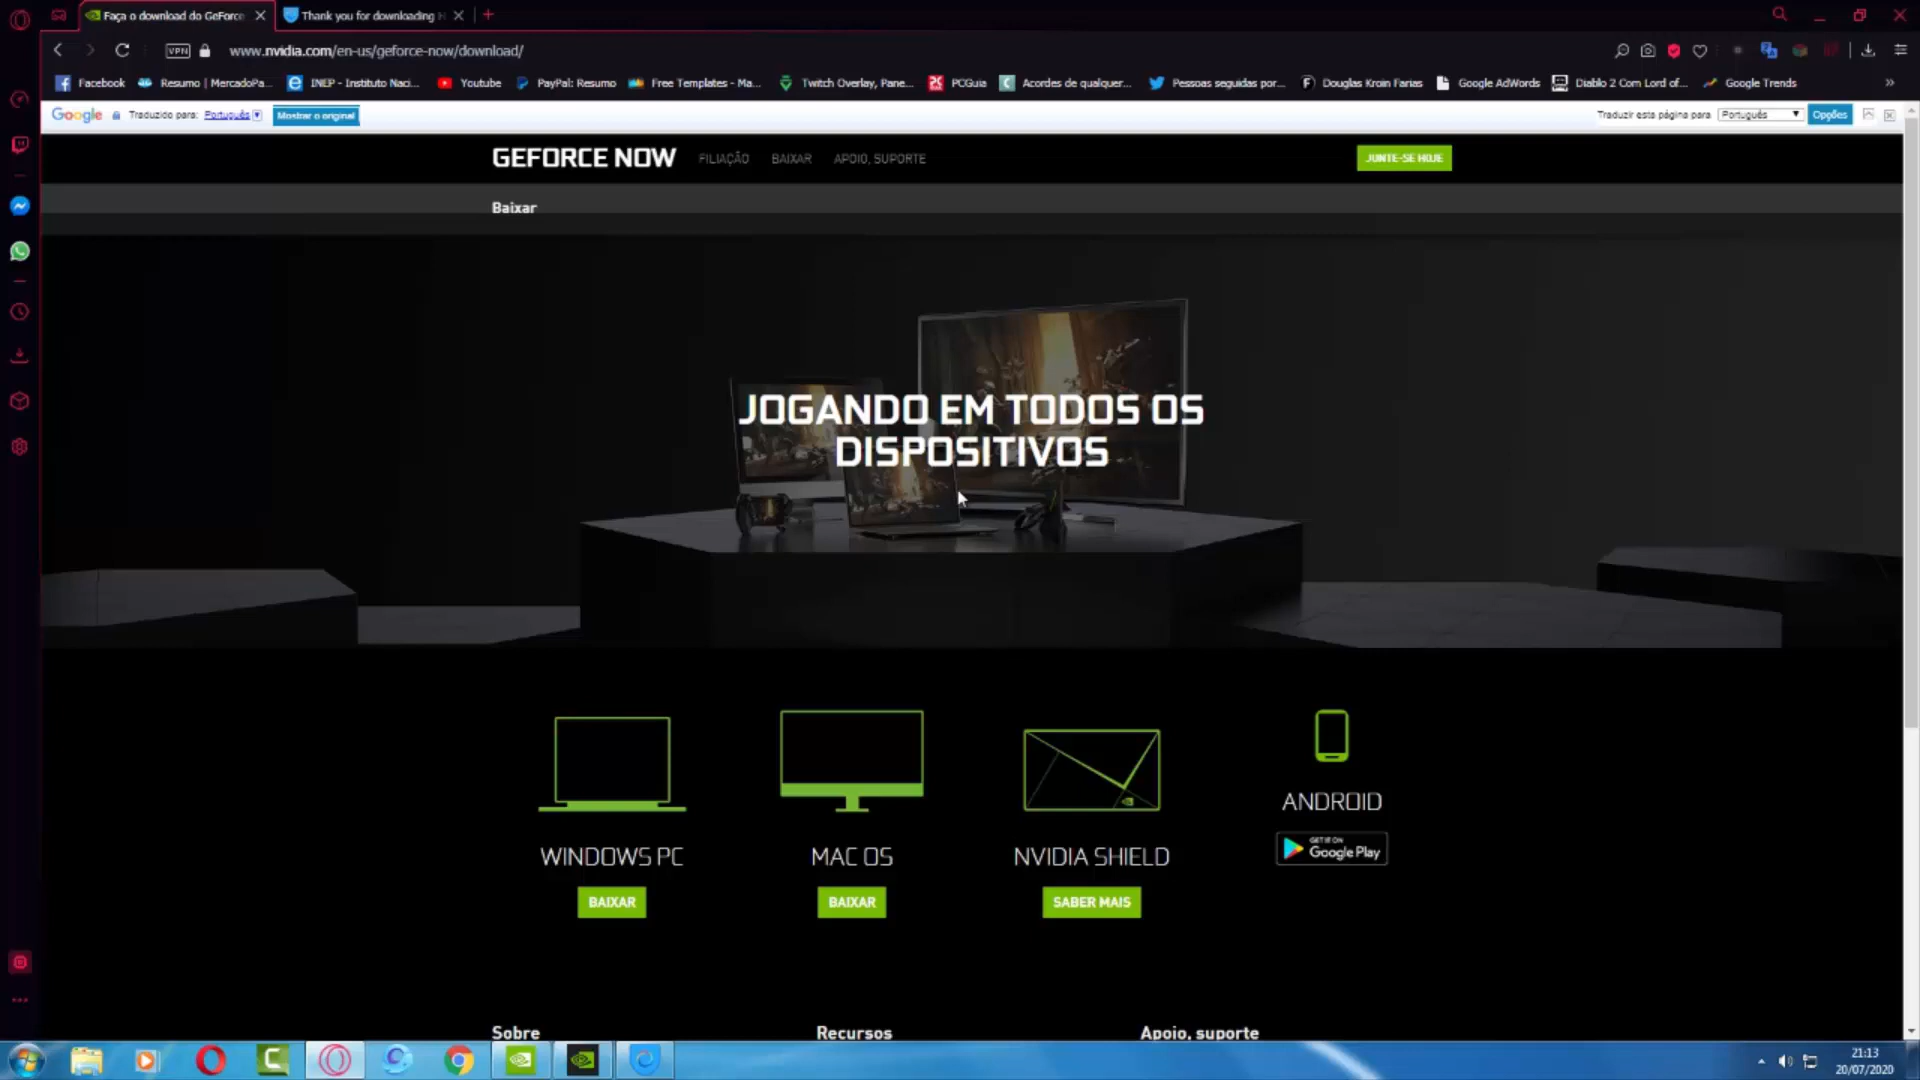 Faça o download do GeForce
Thank you for downloading H
VPN
www.nvidia.com/en-us/geforce-now/download/
Facebook
Resumo | MercadoPa...
INEP - Instituto Naci...
Youtube
PayPal: Resumo
Free Templates - Ma...
Twitch Overlay, Pane...
PCGuia
Acordes de qualquer...
Pessoas seguidas por...
Douglas Kroin Farias
Google AdWords
Diablo 2 Com Lord of...
Google Trends
Google
Traduzido para:
Português
Mostrar o original
Traduzir esta página para
Português
Opções
GEFORCE NOW
FILIAÇÃO
BAIXAR
APOIO, SUPORTE
JUNTE-SE HOJE
Baixar
JOGANDO EM TODOS OS
DISPOSITIVOS
WINDOWS PC
BAIXAR
MAC OS
BAIXAR
NVIDIA SHIELD
SABER MAIS
ANDROID
GET IT ON
Google Play
Sobre
Recursos
Apoio, suporte
21:13
20/07/2020